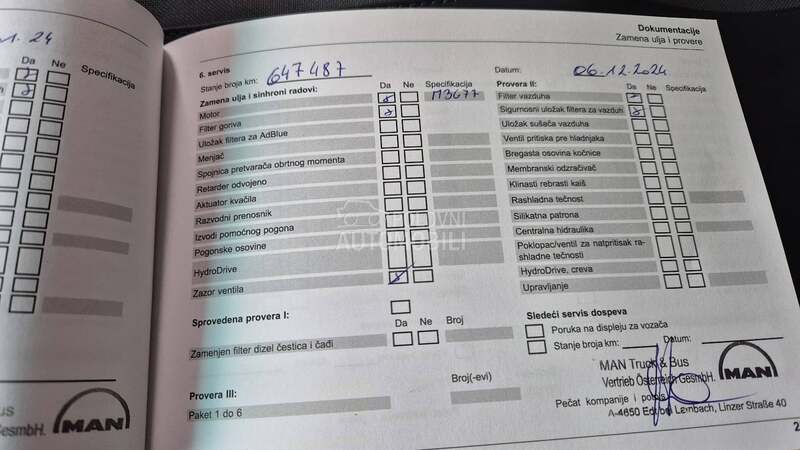 24
Da Ne Specifikacija
us
GesmbH. MAN
Dokumentacije
Zamena ulja i provere
6. servis
Stanje broja km: 647487
Datum: 06.12.2024
Zamena ulja i sinhroni radovi: Da Ne Specifikacija
Motor M3677
Filter goriva
Uložak filtera za AdBlue
Menjač
Spojnica pretvarača obrtnog momenta
Retarder odvojeno
Aktuator kvačila
Razvodni prenosnik
Izvodi pomoćnog pogona
Pogonske osovine
HydroDrive
Zazor ventila
Sprovedena provera I:
Da Ne Broj
Zamenjen filter dizel čestica i čađi
Provera III: Broj(-evi)
Paket 1 do 6
Provera II: Da Ne Specifikacija
Filter vazduha
Sigurnosni uložak filtera za vazduh
Uložak sušača vazduha
Ventil pritiska pre hladnjaka
Bregasta osovina kočnice
Membranski odzračivač
Klinasti rebrasti kaiš
Rashladna tečnost
Silikatna patrona
Centralna hidraulika
Poklopac/ventil za natpritisak ra-
shladne tečnosti
HydroDrive, creva
Upravljanje
Sledeći servis dospeva
Poruka na displeju za vozača
Stanje broja km: Datum:
MAN Truck & Bus
Vertrieb Österreich GesmbH. MAN
Pečat kompanije i potpis
Linzer Straße 40
2
AUTOMOBILI